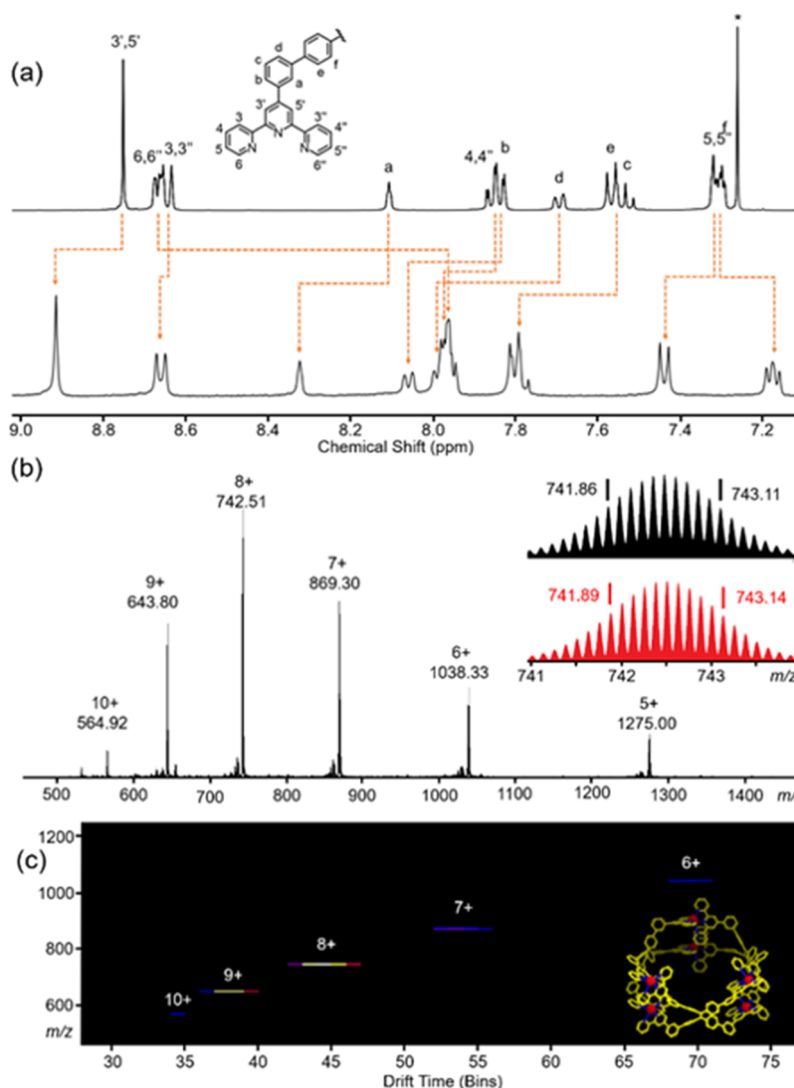 (a)
3',5'
6,6"
3,3"
a
4,4"
b
d
e
c
5,5"
f
*
d
c
b
a
e
f
3'
5'
3
3"
4
4"
5
5"
6
6"
N
N
N
9.0 8.8 8.6 8.4 8.2 8.0 7.8 7.6 7.4 7.2
Chemical Shift (ppm)
(b)
8+
742.51
9+
643.80
7+
869.30
10+
564.92
6+
1038.33
5+
1275.00
741.86
743.11
741.89
743.14
741 742 743 m/z
500 600 700 800 900 1000 1100 1200 1300 1400
(c)
1200
1000
800
600
m/z
10+
9+
8+
7+
6+
30 35 40 45 50 55 60 65 70 75
Drift Time (Bins)